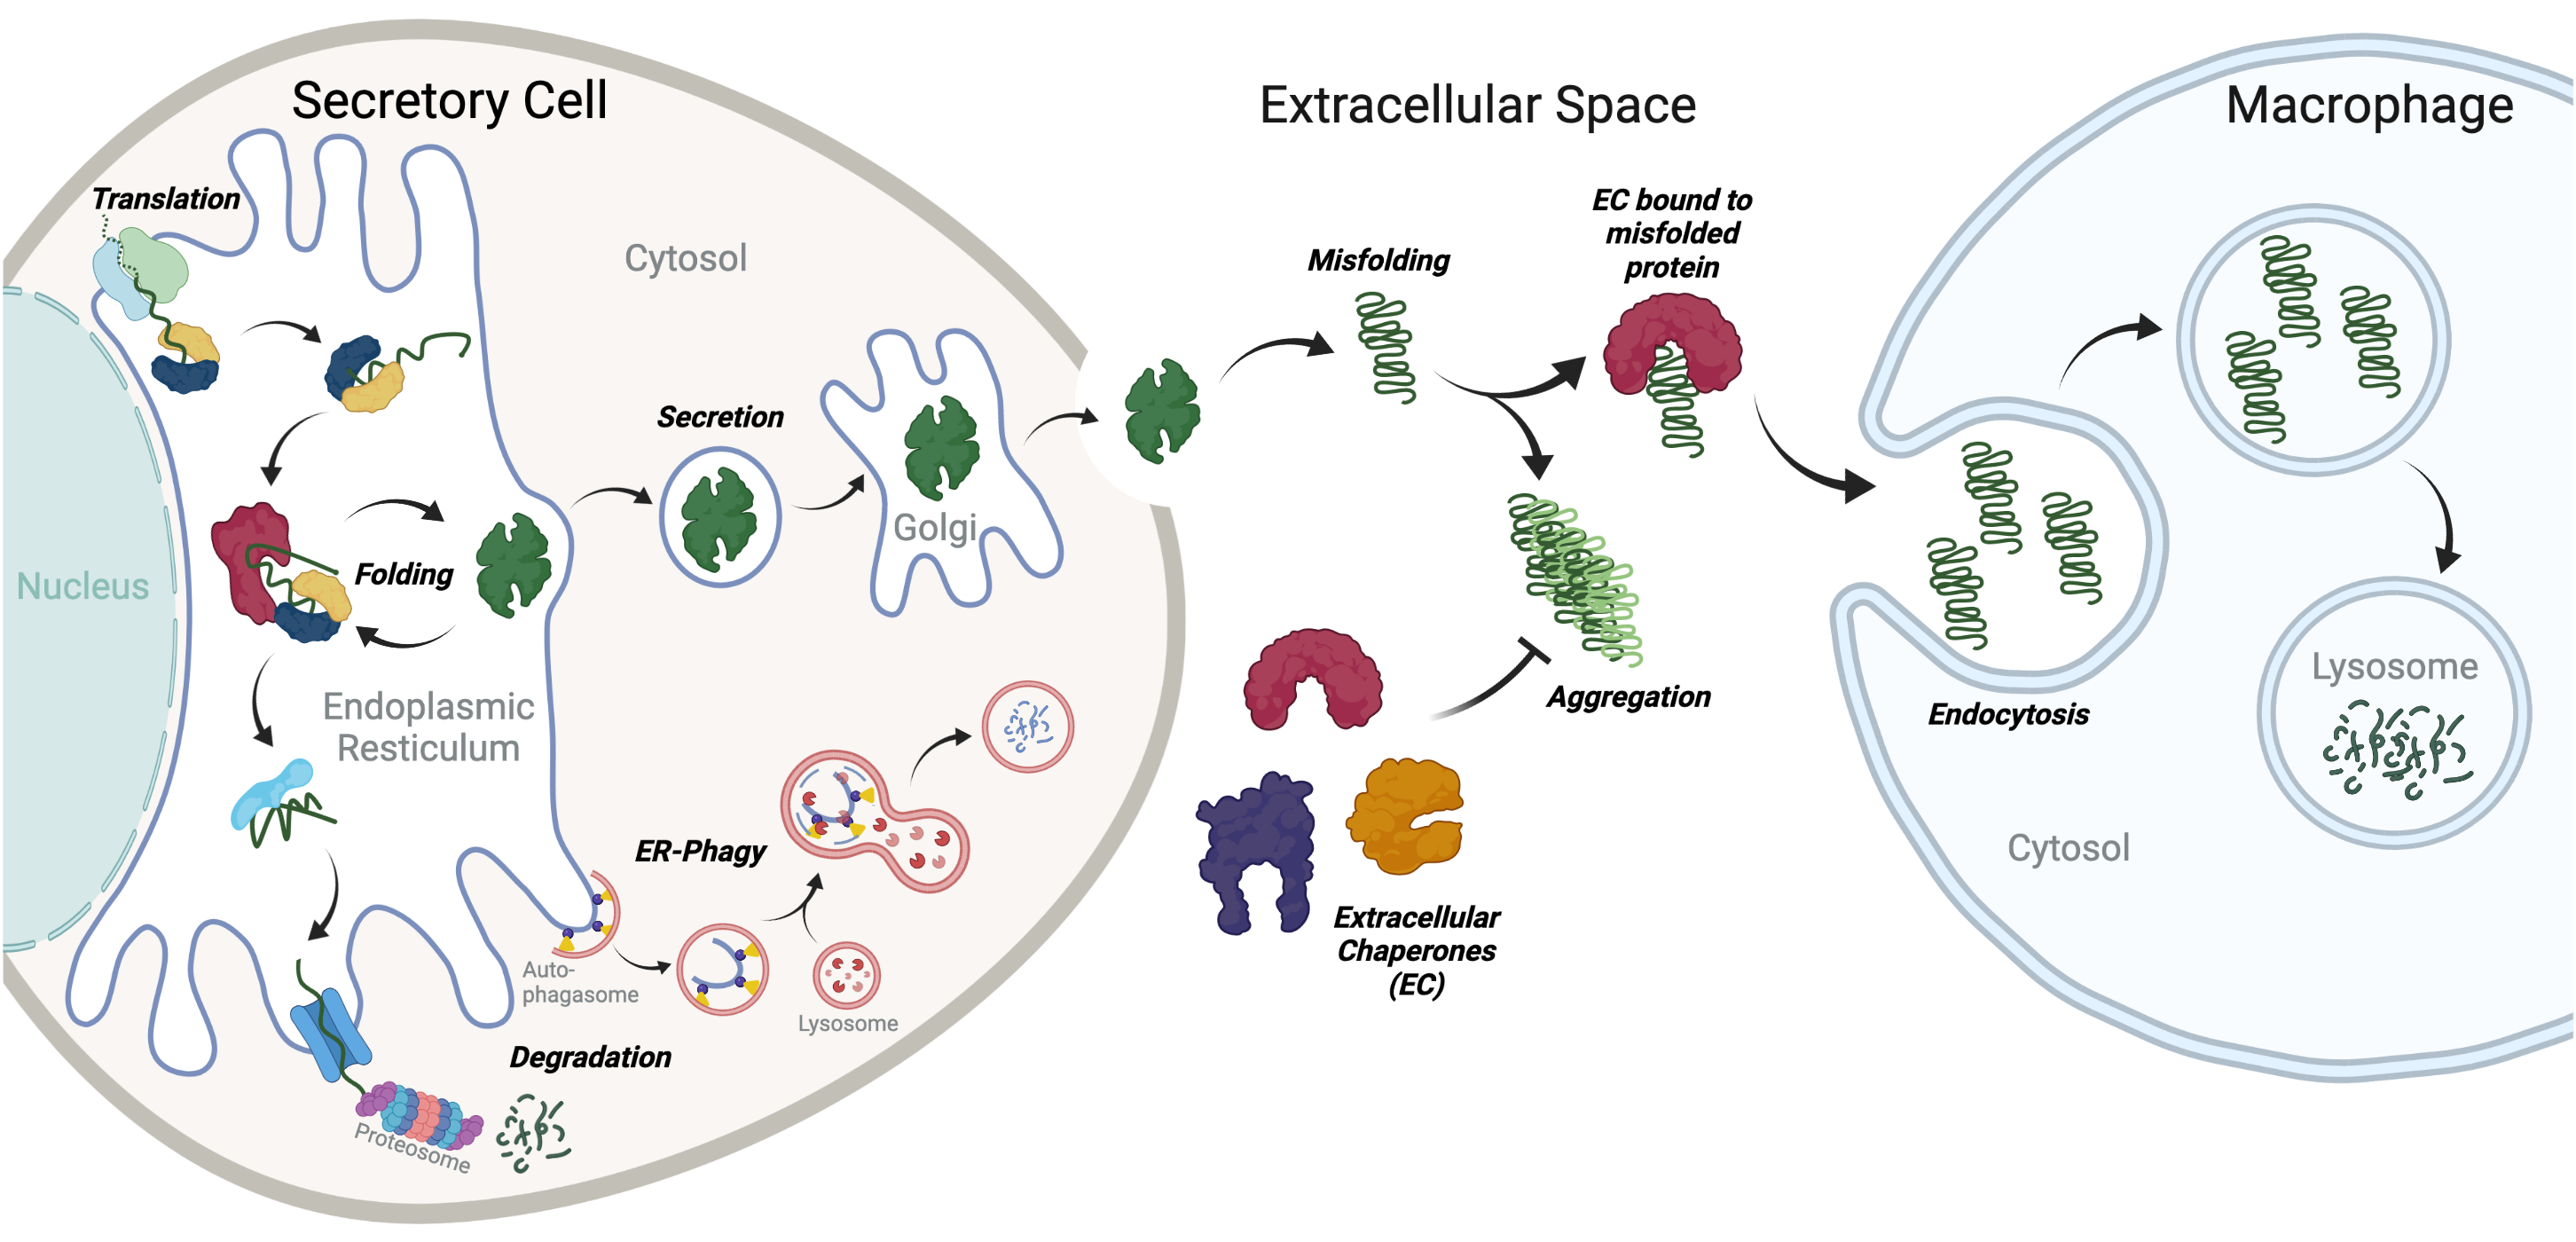 Secretory Cell
Extracellular Space
Macrophage
Translation
Cytosol
Misfolding
EC bound to
misfolded
protein
Secretion
Golgi
Folding
Nucleus
Endoplasmic
Resticulum
ER-Phagy
Auto-
phagasome
Lysosome
Degradation
Proteosome
Aggregation
Extracellular
Chaperones
(EC)
Endocytosis
Lysosome
Cytosol